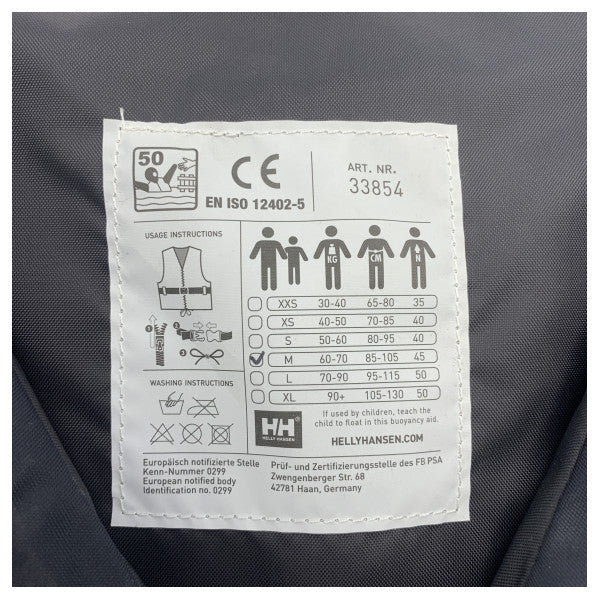 50
CE
EN ISO 12402-5
ART. NR.
33854
USAGE INSTRUCTIONS
1
2
3
WASHING INSTRUCTIONS
KG
CM
N
XXS 30-40 65-80 35
XS 40-50 70-85 40
S 50-60 80-95 40
M 60-70 85-105 45
L 70-90 95-115 50
XL 90+ 105-130 50
HH
HELLY HANSEN
If used by children, teach the
child to float in this buoyancy aid.
HELLYHANSEN.COM
Europäisch notifizierte Stelle
Kenn-Nummer 0299
European notified body
Identification no. 0299
Prüf- und Zertifizierungsstelle des FB PSA
Zwengenberger Str. 68
42781 Haan, Germany